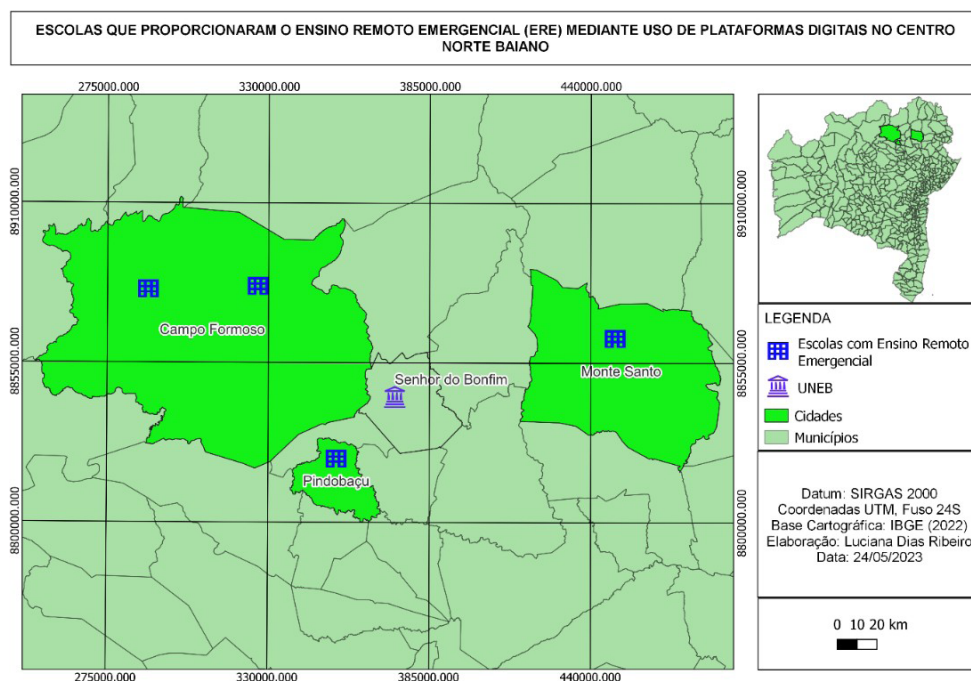 ESCOLAS QUE PROPORCIONARAM O ENSINO REMOTO EMERGENCIAL (ERE) MEDIANTE USO DE PLATAFORMAS DIGITAIS NO CENTRO
NORTE BAIANO
275000.000 330000.000 385000.000 440000.000
8910000.000 8910000.000
Campo Formoso
8855000.000 8855000.000
Senhor do Bonfim
Monte Santo
Pindobaçu
8800000.000 8800000.000
275000.000 330000.000 385000.000 440000.000
LEGENDA
Escolas com Ensino Remoto
Emergencial
UNEB
Cidades
Municípios
Datum: SIRGAS 2000
Coordenadas UTM, Fuso 24S
Base Cartográfica: IBGE (2022)
Elaboração: Luciana Dias Ribeiro
Data: 24/05/2023
0 10 20 km